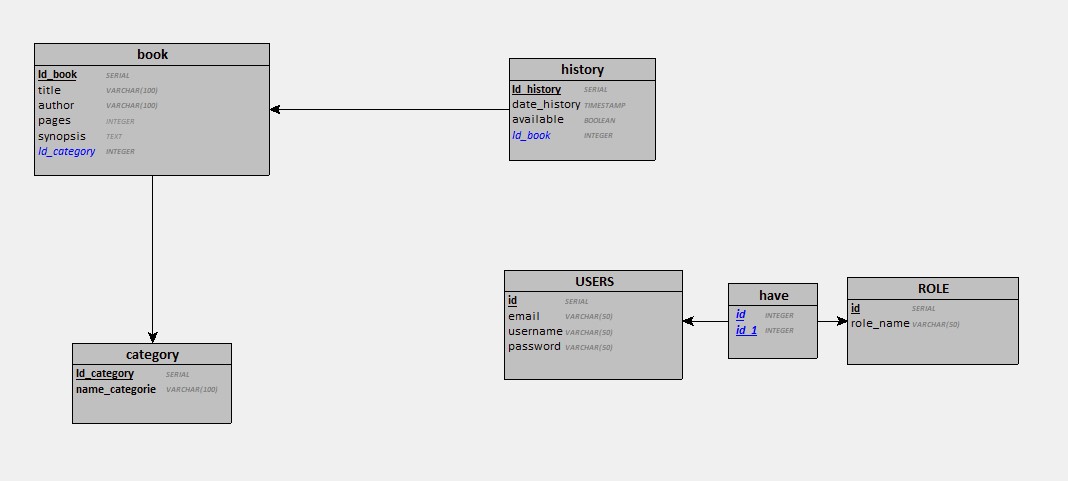 book
Id_book SERIAL
title VARCHAR(100)
author VARCHAR(100)
pages INTEGER
synopsis TEXT
Id_category INTEGER
history
Id_history SERIAL
date_history TIMESTAMP
available BOOLEAN
Id_book INTEGER
USERS
id SERIAL
email VARCHAR(50)
username VARCHAR(50)
password VARCHAR(50)
have
id INTEGER
id_1 INTEGER
ROLE
id SERIAL
role_name VARCHAR(50)
category
Id_category SERIAL
name_categorie VARCHAR(100)